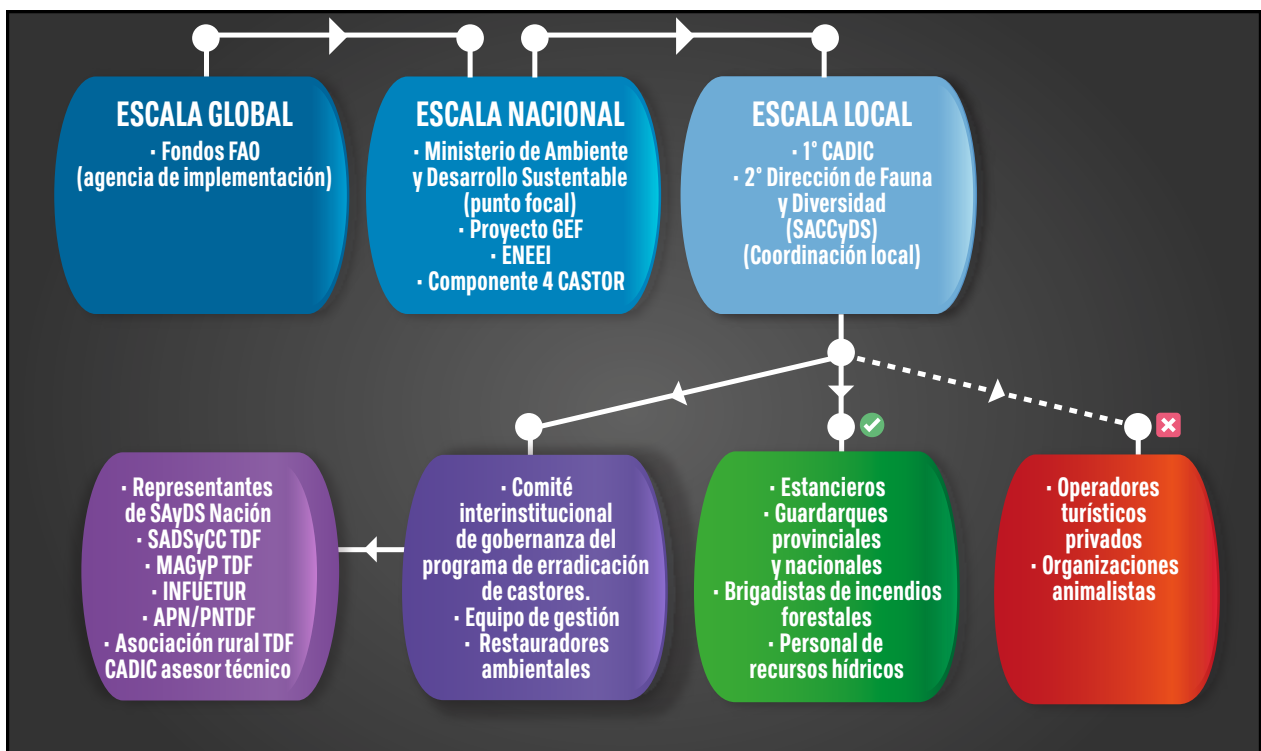 ESCALA GLOBAL
· Fondos FAO
(agencia de implementación)
ESCALA NACIONAL
· Ministerio de Ambiente
y Desarrollo Sustentable
(punto focal)
· Proyecto GEF
· ENEEI
· Componente 4 CASTOR
ESCALA LOCAL
· 1° CADIC
· 2° Dirección de Fauna
y Diversidad
(SACCyDS)
(Coordinación local)
· Representantes
de SAyDS Nación
· SADSyCC TDF
· MAGyP TDF
· INFUETUR
· APN/PNTDF
· Asociación rural TDF
CADIC asesor técnico
· Comité
interinstitucional
de gobernanza del
programa de erradicación
de castores.
· Equipo de gestión
· Restauradores
ambientales
· Estancieros
· Guardarques
provinciales
y nacionales
· Brigadistas de incendios
forestales
· Personal de
recursos hídricos
· Operadores
turísticos
privados
· Organizaciones
animalistas